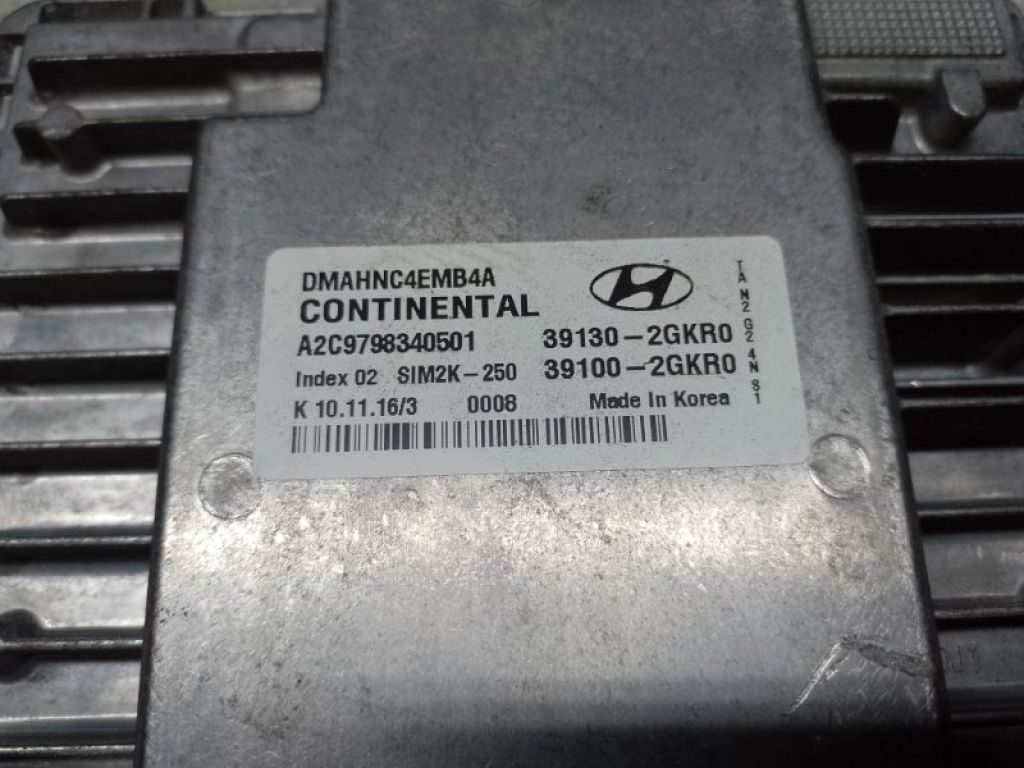 DMAHNC4EMB4A
CONTINENTAL
A2C9798340501 39130-2GKR0
Index 02 SIM2K-250 39100-2GKR0
K 10.11.16/3 0008 Made In Korea
TA N2 G2 4N S1